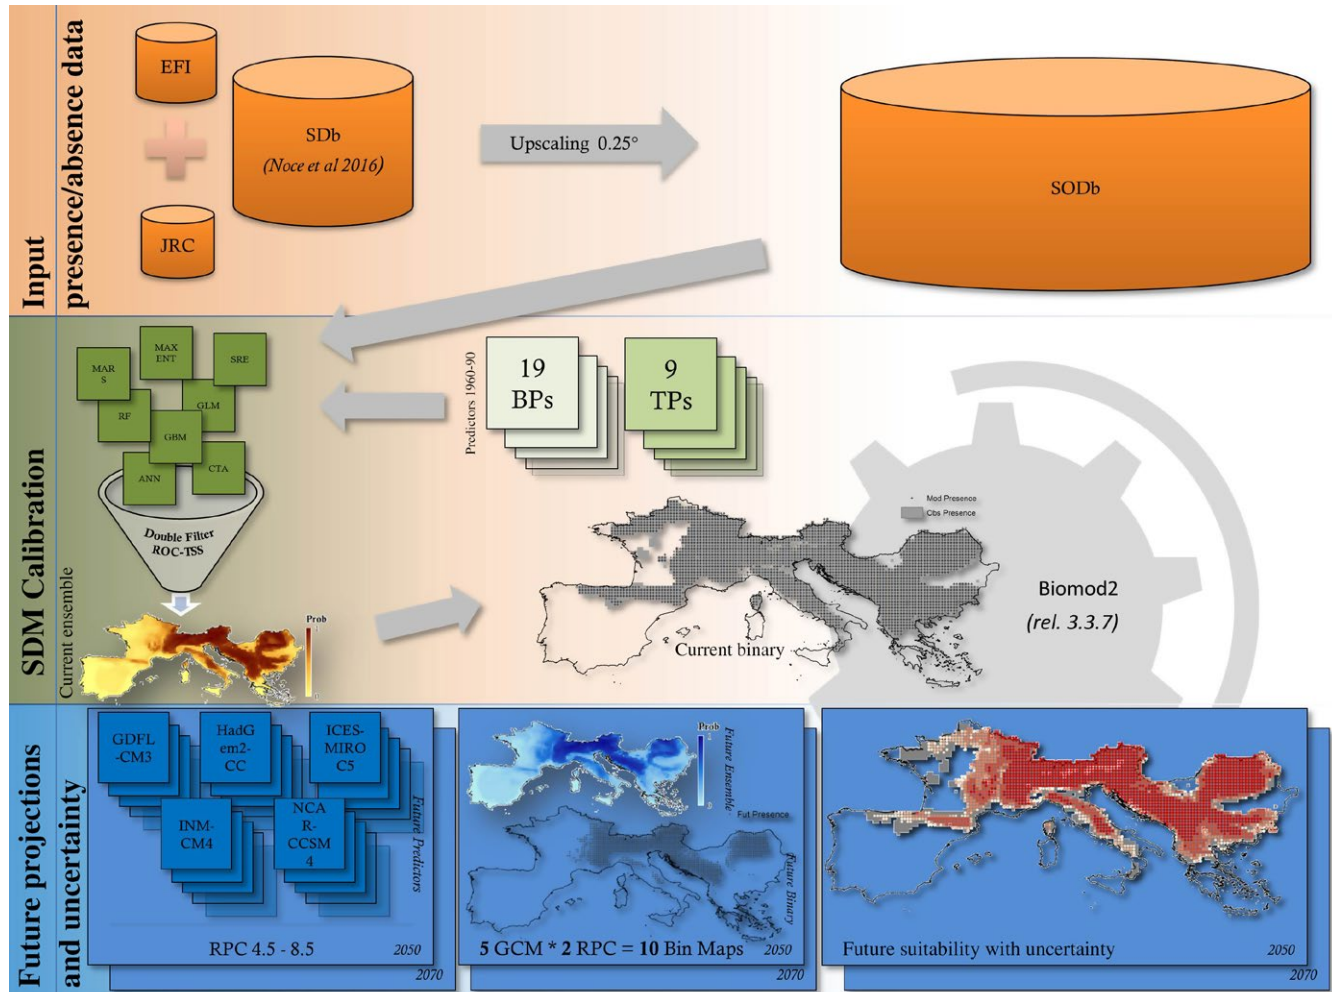 Input
presence/absence data
EFI
JRC
SDb
(Noce et al 2016)
Upscaling 0.25°
SODb
SDM Calibration
MAX
ENT
SRE
MAR
S
RF
GLM
GBM
CTA
ANN
Double Filter
ROC-TSS
Current ensemble
Prob
Predictors 1960-90
19
BPs
9
TPs
Mod Presence
Cbs Presence
Current binary
Biomod2
(rel. 3.3.7)
Future projections
and uncertainty
GDFL
-CM3
HadG
em2-
CC
ICES-
MIRO
C5
INM-
CM4
NCA
R-
CCSM
4
Future Predictors
RPC 4.5 - 8.5
2050
2070
Prob
Future Ensemble
Fut Presence
Future Binary
5 GCM * 2 RPC = 10 Bin Maps
2050
2070
Future suitability with uncertainty
2050
2070